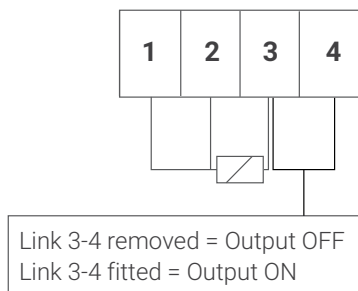 1 2 3 4
Link 3-4 removed = Output OFF
Link 3-4 fitted = Output ON